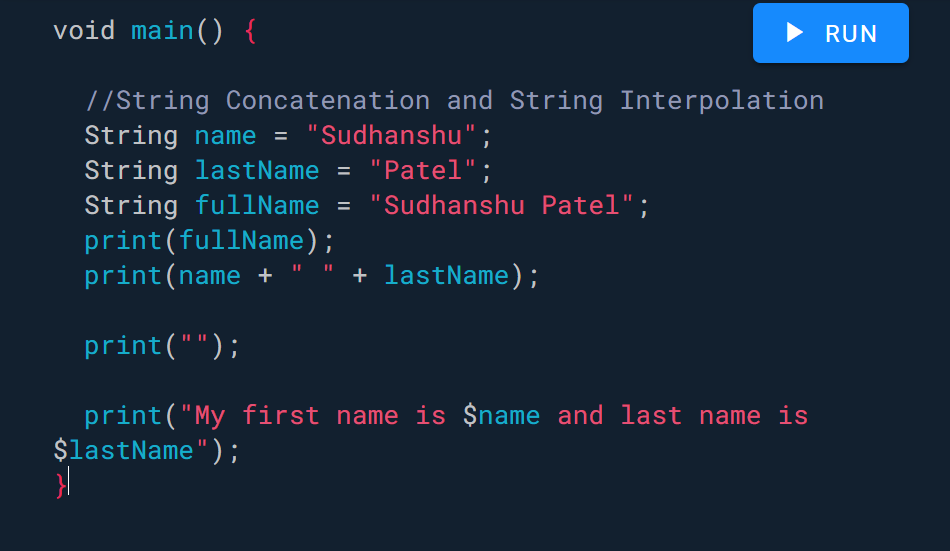 void main() {
RUN
//String Concatenation and String Interpolation
String name = "Sudhanshu";
String lastName = "Patel";
String fullName = "Sudhanshu Patel";
print(fullName);
print(name + " " + lastName);
print("");
print("My first name is $name and last name is
$lastName");
}